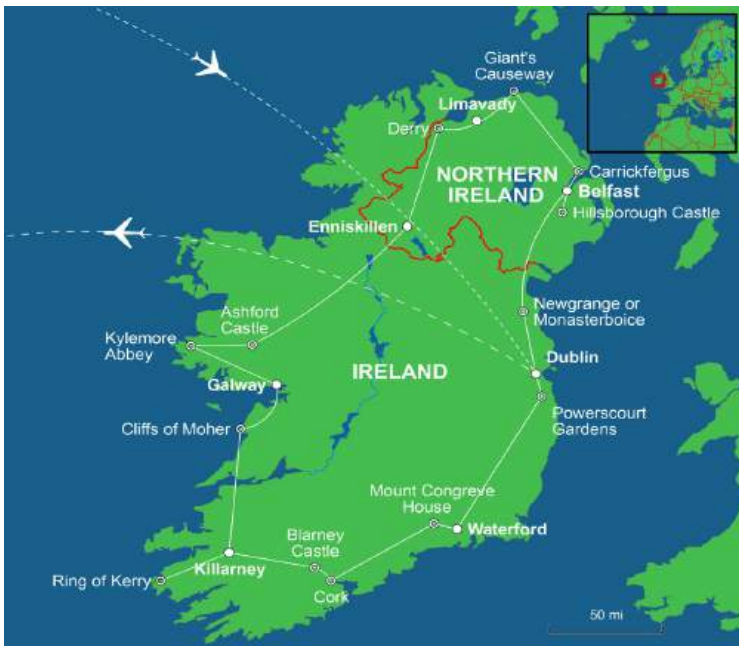 Giant's
Causeway
Limavady
Derry
NORTHERN
IRELAND
Carrickfergus
Belfast
Hillsborough Castle
Enniskillen
Newgrange or
Monasterboice
Ashford
Castle
Kylemore
Abbey
Dublin
IRELAND
Galway
Powerscourt
Gardens
Cliffs of Moher
Mount Congreve
House
Waterford
Blarney
Castle
Killarney
Ring of Kerry
Cork
50 mi